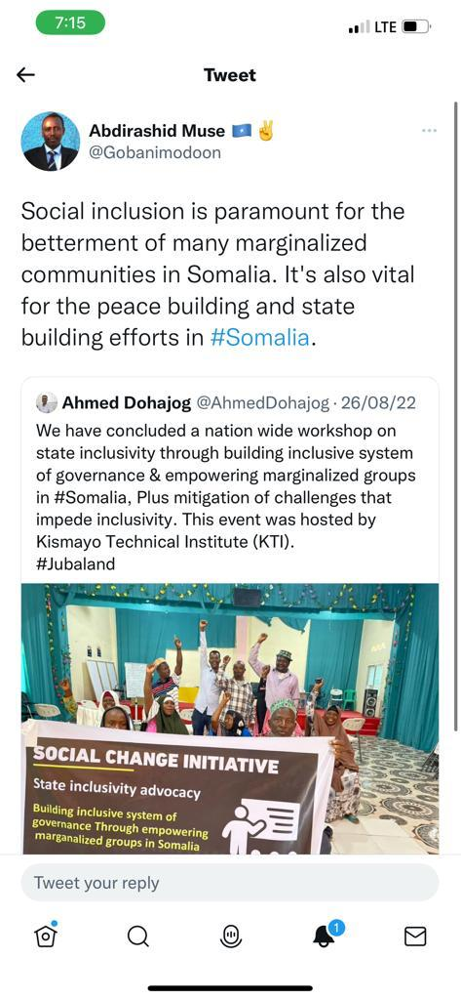 7:15
LTE
Tweet
Abdirashid Muse 🇸🇴 ✌️
@Gobanimodoon
Social inclusion is paramount for the
betterment of many marginalized
communities in Somalia. It's also vital
for the peace building and state
building efforts in #Somalia.
Ahmed Dohajog @AhmedDohajog · 26/08/22
We have concluded a nation wide workshop on
state inclusivity through building inclusive system
of governance & empowering marginalized groups
in #Somalia, Plus mitigation of challenges that
impede inclusivity. This event was hosted by
Kismayo Technical Institute (KTI).
#Jubaland
SOCIAL CHANGE INITIATIVE
State inclusivity advocacy
Building inclusive system of
governance Through empowering
marganalized groups in Somalia
Tweet your reply
1